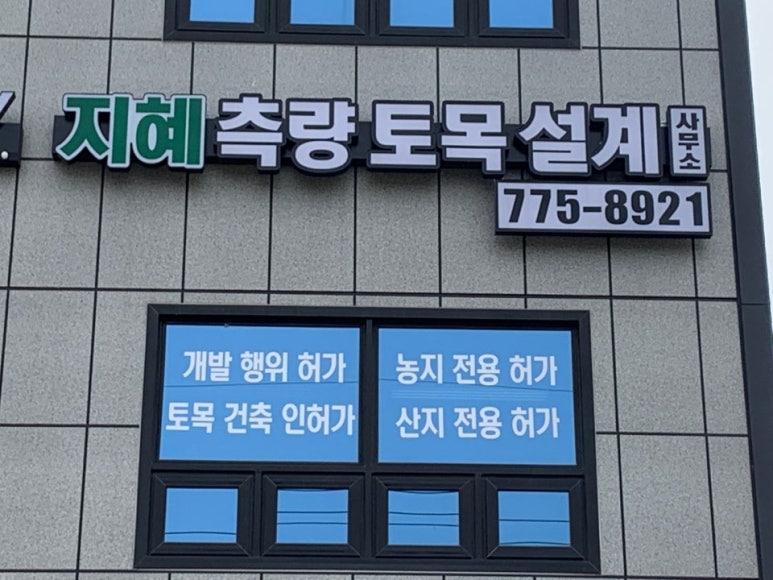 지혜 측량 토목 설계 사무소
775-8921
개발 행위 허가
토목 건축 인허가
농지 전용 허가
산지 전용 허가